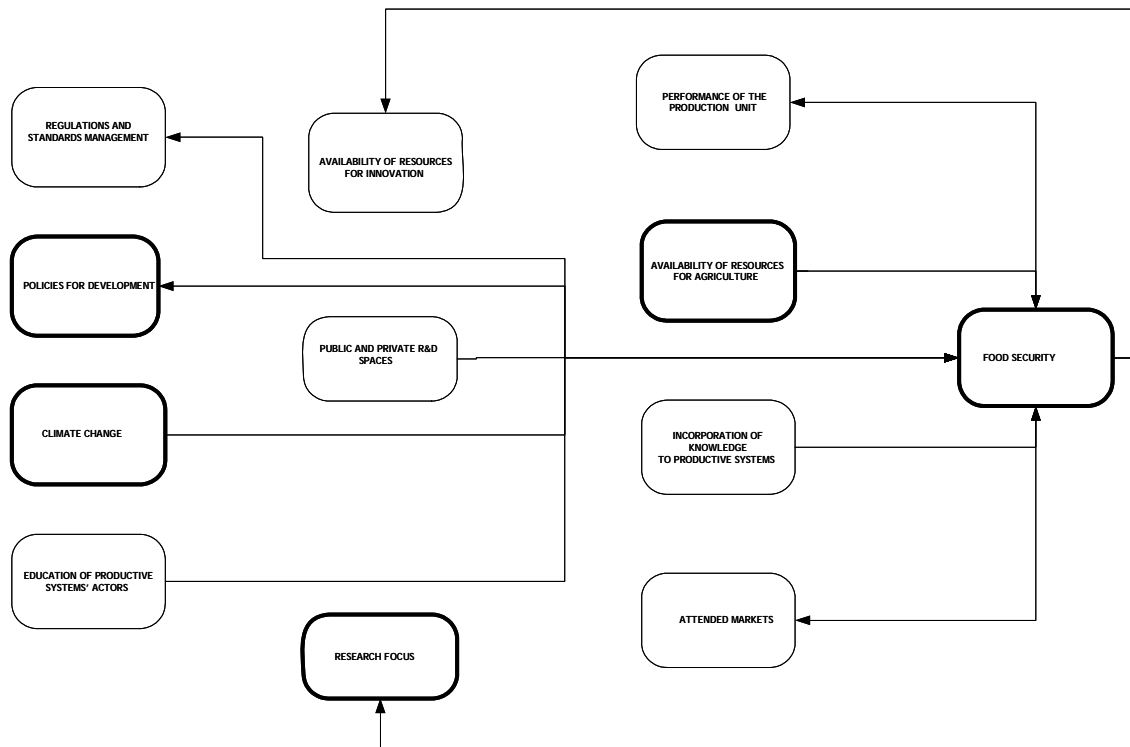 REGULATIONS AND
STANDARDS MANAGEMENT
POLICIES FOR DEVELOPMENT
CLIMATE CHANGE
EDUCATION OF PRODUCTIVE
SYSTEMS' ACTORS
AVAILABILITY OF RESOURCES
FOR INNOVATION
PUBLIC AND PRIVATE R&D
SPACES
RESEARCH FOCUS
PERFORMANCE OF THE
PRODUCTION UNIT
AVAILABILITY OF RESOURCES
FOR AGRICULTURE
INCORPORATION OF
KNOWLEDGE
TO PRODUCTIVE SYSTEMS
ATTENDED MARKETS
FOOD SECURITY